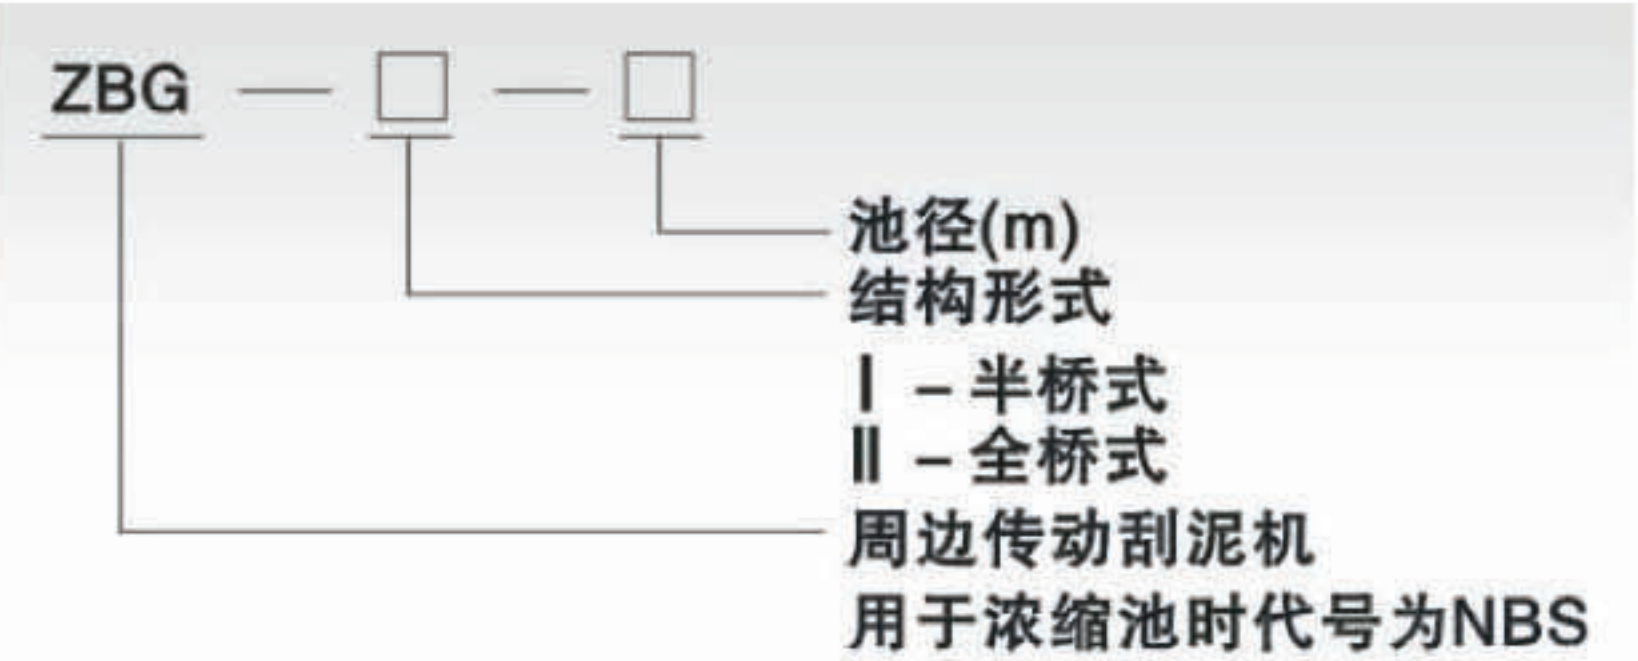 ZBG — □ — □
池径(m)
结构形式
Ⅰ – 半桥式
Ⅱ – 全桥式
周边传动刮泥机
用于浓缩池时代号为NBS